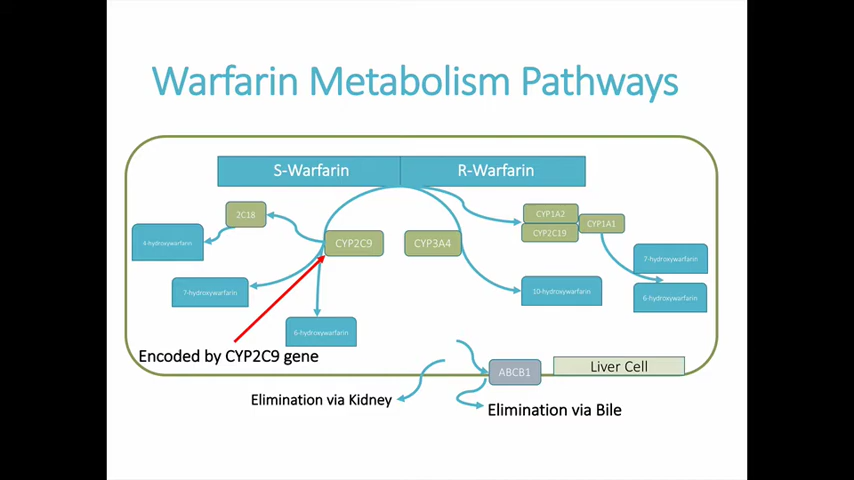 Warfarin Metabolism Pathways
S-Warfarin
R-Warfarin
2C18
CYP1A2
CYP1A1
CYP2C19
4-hydroxywarfarin
CYP2C9
CYP3A4
7-hydroxywarfarin
7-hydroxywarfarin
10-hydroxywarfarin
6-hydroxywarfarin
6-hydroxywarfarin
Encoded by CYP2C9 gene
ABCB1
Liver Cell
Elimination via Kidney
Elimination via Bile